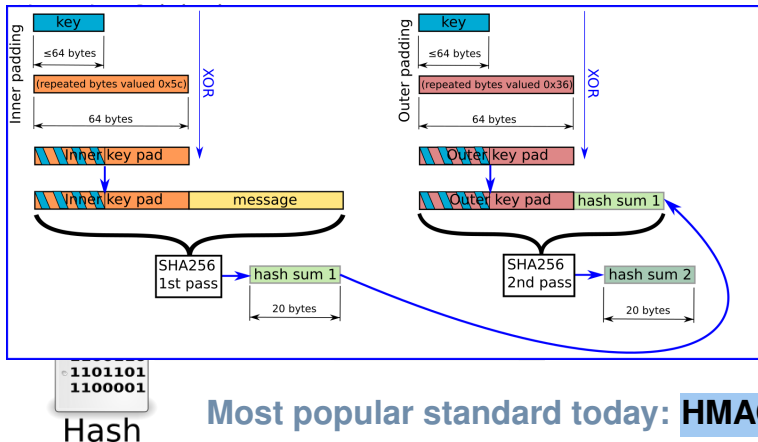 Inner padding
key
≤64 bytes
(repeated bytes valued 0x5c)
64 bytes
XOR
Inner key pad
Inner key pad
message
SHA256
1st pass
hash sum 1
20 bytes
Outer padding
key
≤64 bytes
(repeated bytes valued 0x36)
64 bytes
XOR
Outer key pad
Outer key pad
hash sum 1
SHA256
2nd pass
hash sum 2
20 bytes
1101101
1100001
Hash
Most popular standard today: